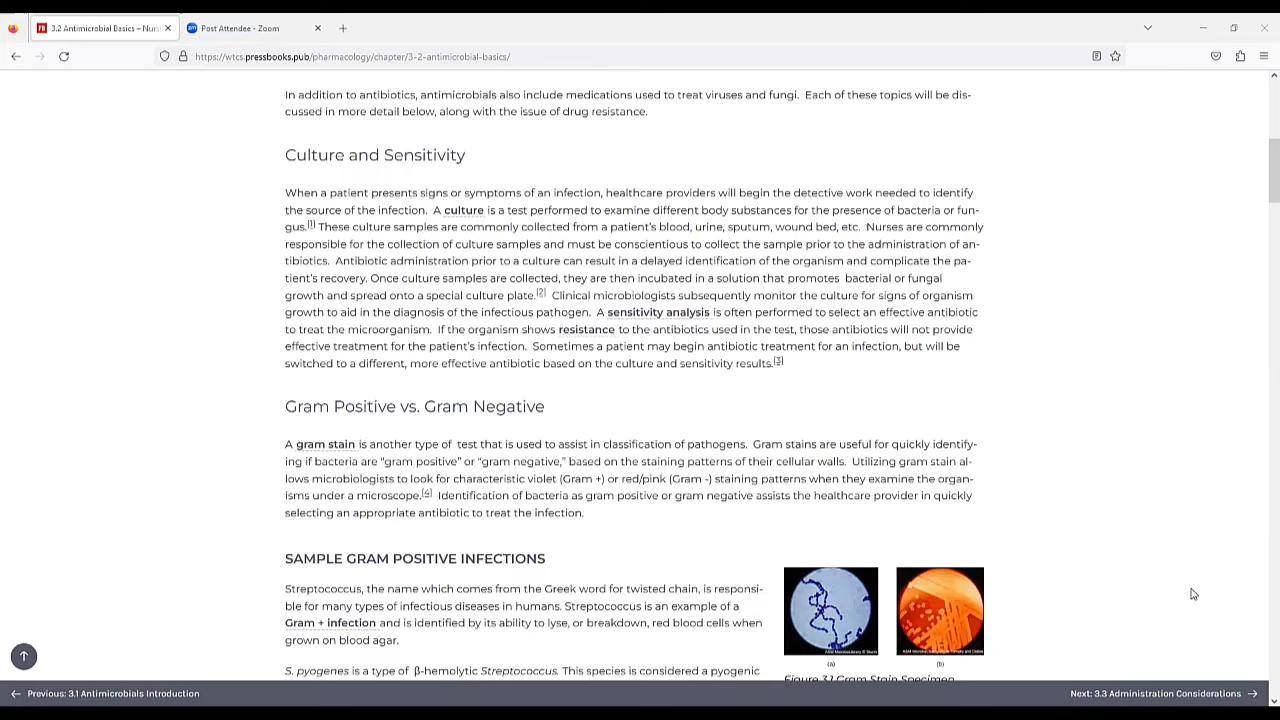 3.2 Antimicrobial Basics – Nurs
Post Attendee - Zoom
https://wtcs.pressbooks.pub/pharmacology/chapter/3-2-antimicrobial-basics/
In addition to antibiotics, antimicrobials also include medications used to treat viruses and fungi.  Each of these topics will be dis-
cussed in more detail below, along with the issue of drug resistance.
Culture and Sensitivity
When a patient presents signs or symptoms of an infection, healthcare providers will begin the detective work needed to identify
the source of the infection.  A culture is a test performed to examine different body substances for the presence of bacteria or fun-
gus.[1] These culture samples are commonly collected from a patient's blood, urine, sputum, wound bed, etc.  Nurses are commonly
responsible for the collection of culture samples and must be conscientious to collect the sample prior to the administration of an-
tibiotics.  Antibiotic administration prior to a culture can result in a delayed identification of the organism and complicate the pa-
tient's recovery. Once culture samples are collected, they are then incubated in a solution that promotes  bacterial or fungal
growth and spread onto a special culture plate.[2]  Clinical microbiologists subsequently monitor the culture for signs of organism
growth to aid in the diagnosis of the infectious pathogen.  A sensitivity analysis is often performed to select an effective antibiotic
to treat the microorganism.  If the organism shows resistance to the antibiotics used in the test, those antibiotics will not provide
effective treatment for the patient's infection.  Sometimes a patient may begin antibiotic treatment for an infection, but will be
switched to a different, more effective antibiotic based on the culture and sensitivity results.[3]
Gram Positive vs. Gram Negative
A gram stain is another type of  test that is used to assist in classification of pathogens.  Gram stains are useful for quickly identify-
ing if bacteria are "gram positive" or "gram negative," based on the staining patterns of their cellular walls.  Utilizing gram stain al-
lows microbiologists to look for characteristic violet (Gram +) or red/pink (Gram -) staining patterns when they examine the organ-
isms under a microscope.[4]  Identification of bacteria as gram positive or gram negative assists the healthcare provider in quickly
selecting an appropriate antibiotic to treat the infection.
SAMPLE GRAM POSITIVE INFECTIONS
Streptococcus, the name which comes from the Greek word for twisted chain, is responsi-
ble for many types of infectious diseases in humans. Streptococcus is an example of a
Gram + infection and is identified by its ability to lyse, or breakdown, red blood cells when
grown on blood agar.
S. pyogenes is a type of  β-hemolytic Streptococcus. This species is considered a pyogenic
(a)
(b)
Figure 3.1 Gram Stain Specimen
Previous: 3.1 Antimicrobials Introduction
Next: 3.3 Administration Considerations